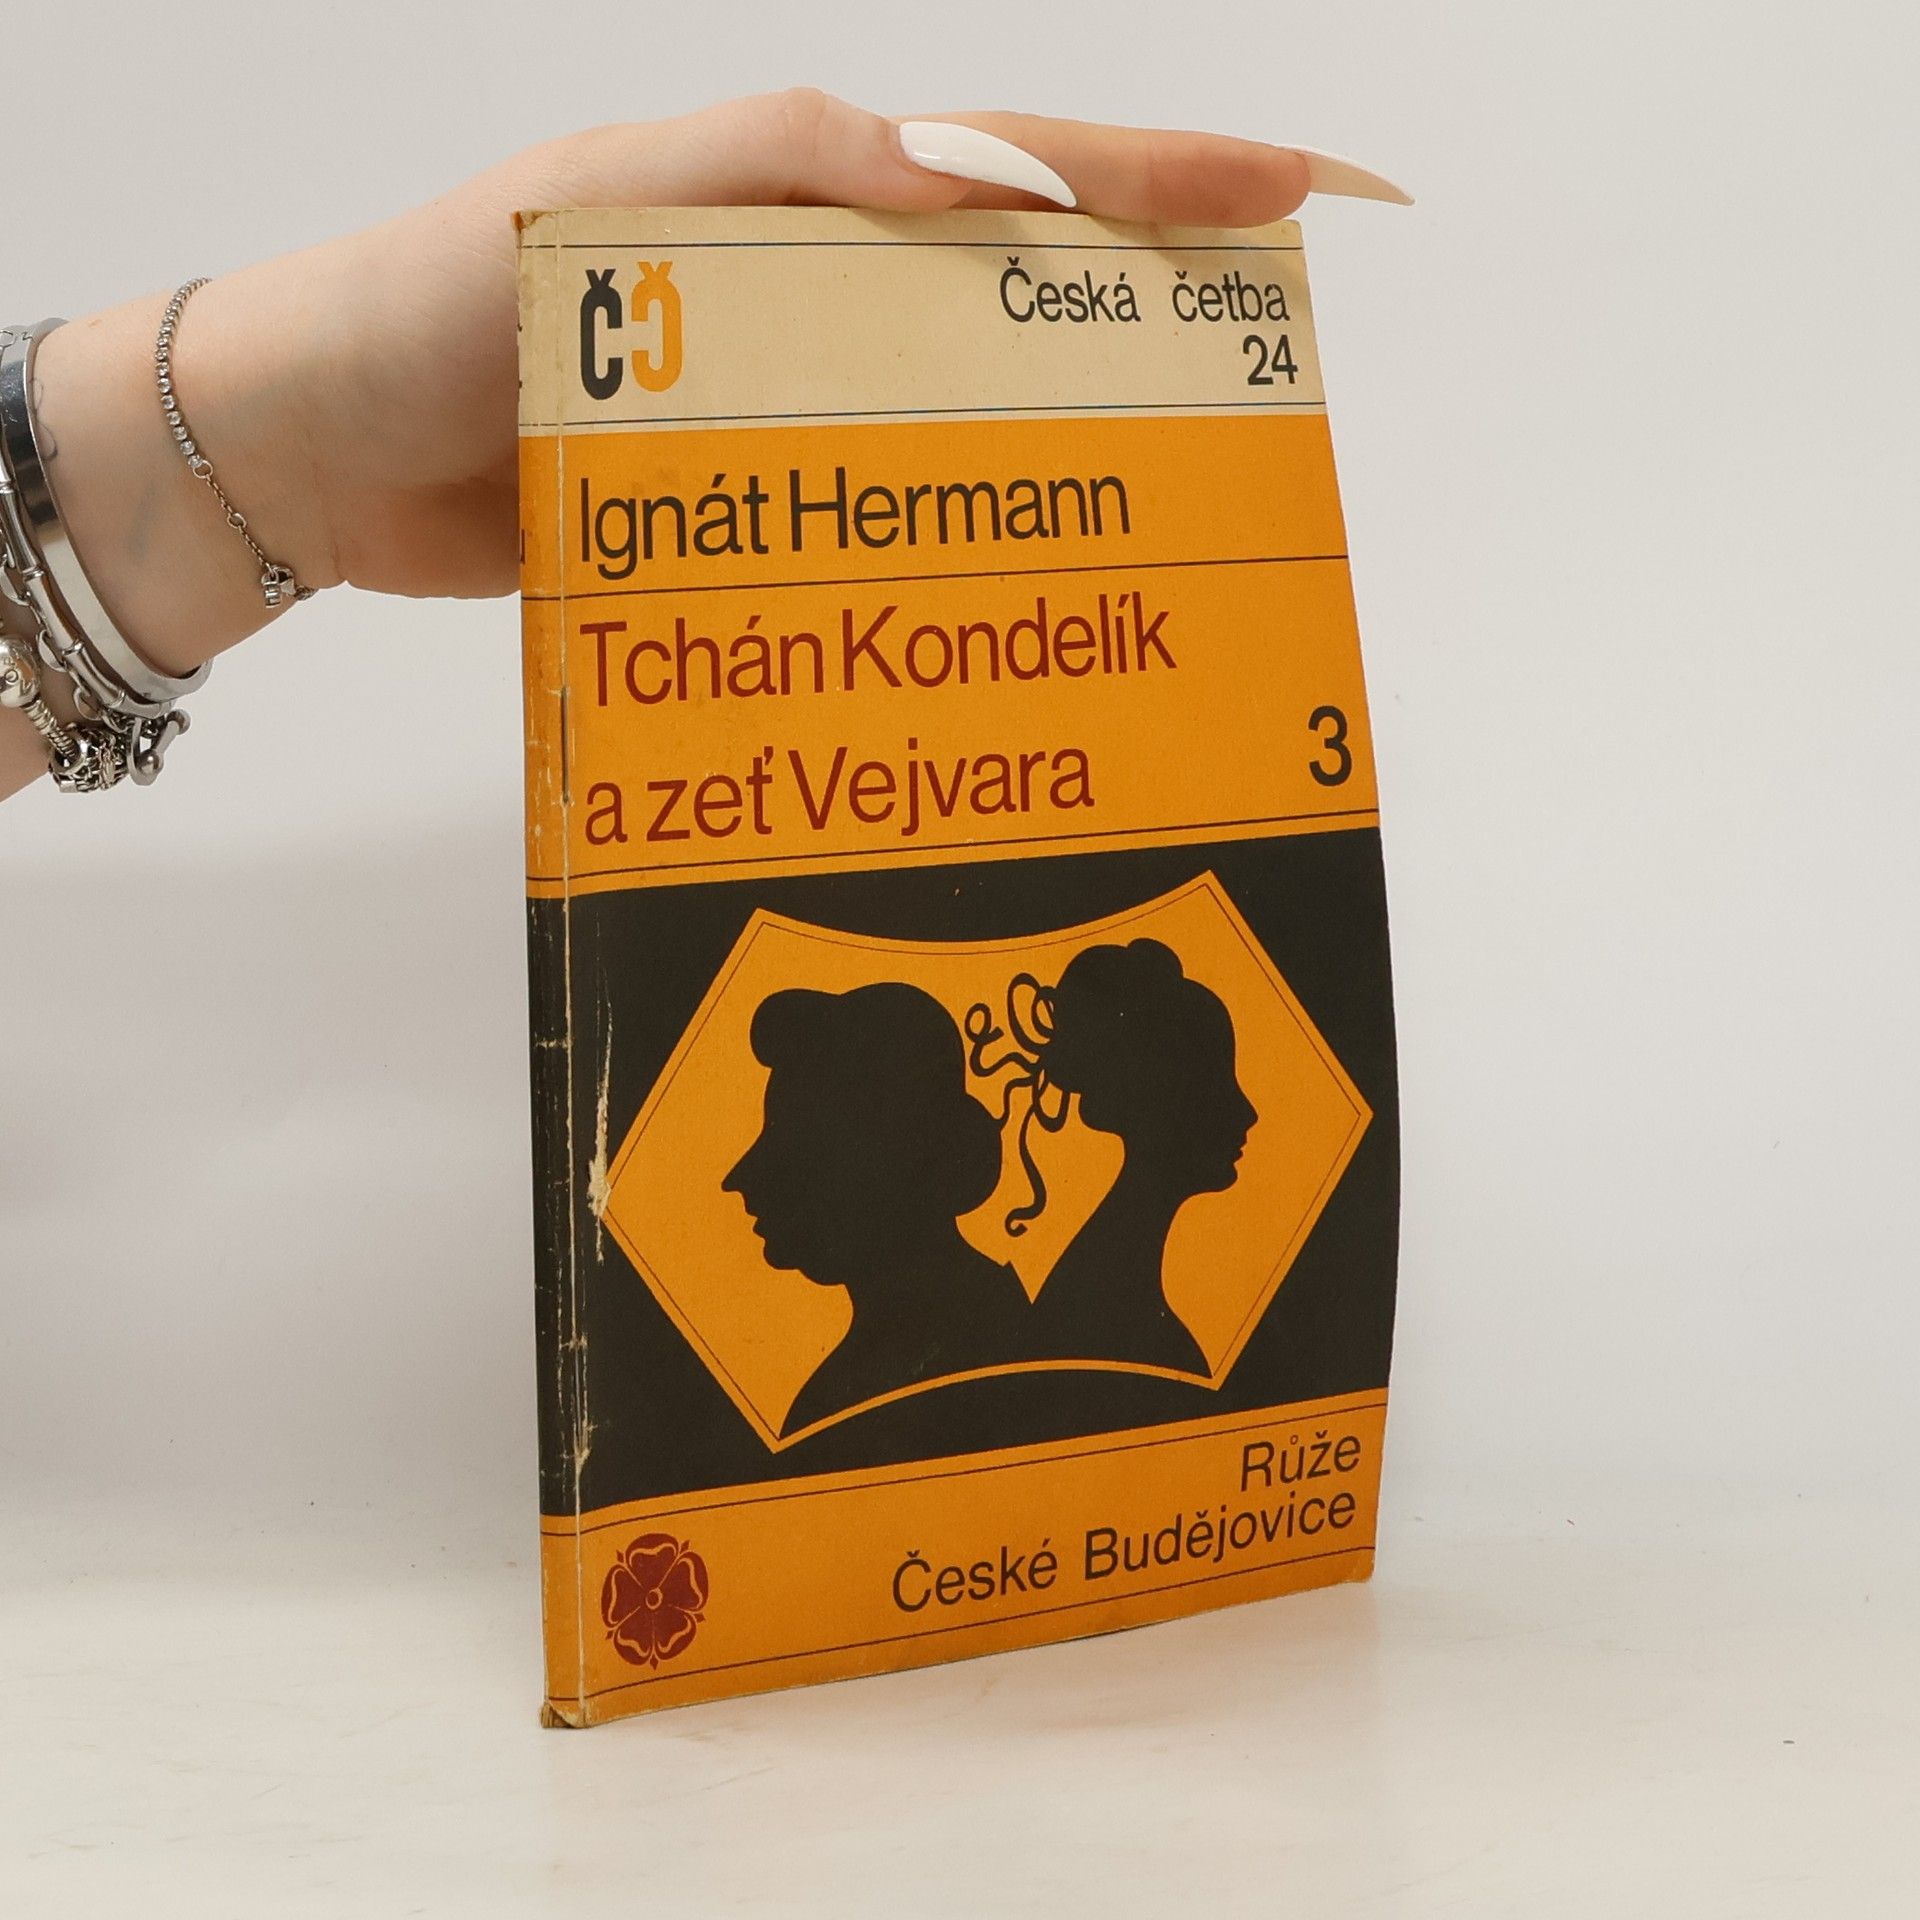 ČČ
Česká četba
24
Ignát Hermann
Tchán Kondelík
a zeť Vejvara
3
Růže
České Budějovice